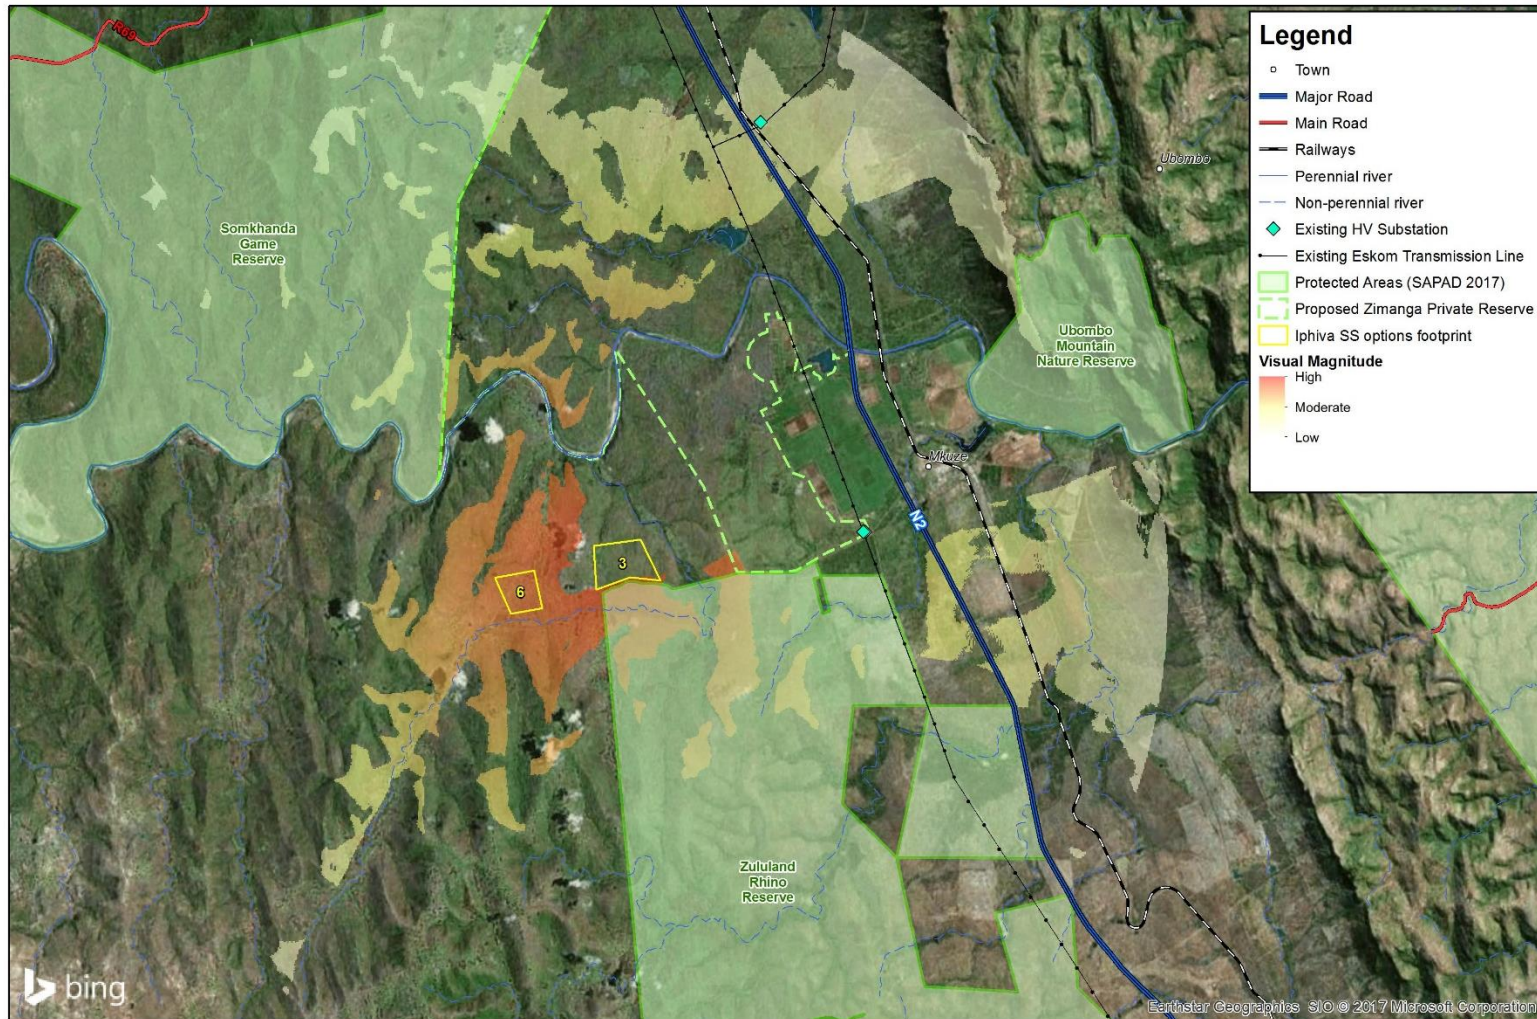 R69
Somkhanda
Game
Reserve
Ubombo
Ubombo
Mountain
Nature Reserve
Mkuze
N2
3
6
Zululand
Rhino
Reserve
Legend
Town
Major Road
Main Road
Railways
Perennial river
Non-perennial river
Existing HV Substation
Existing Eskom Transmission Line
Protected Areas (SAPAD 2017)
Proposed Zimanga Private Reserve
Iphiva SS options footprint
Visual Magnitude
High
Moderate
Low
bing
Earthstar Geographics SIO © 2017 Microsoft Corporation